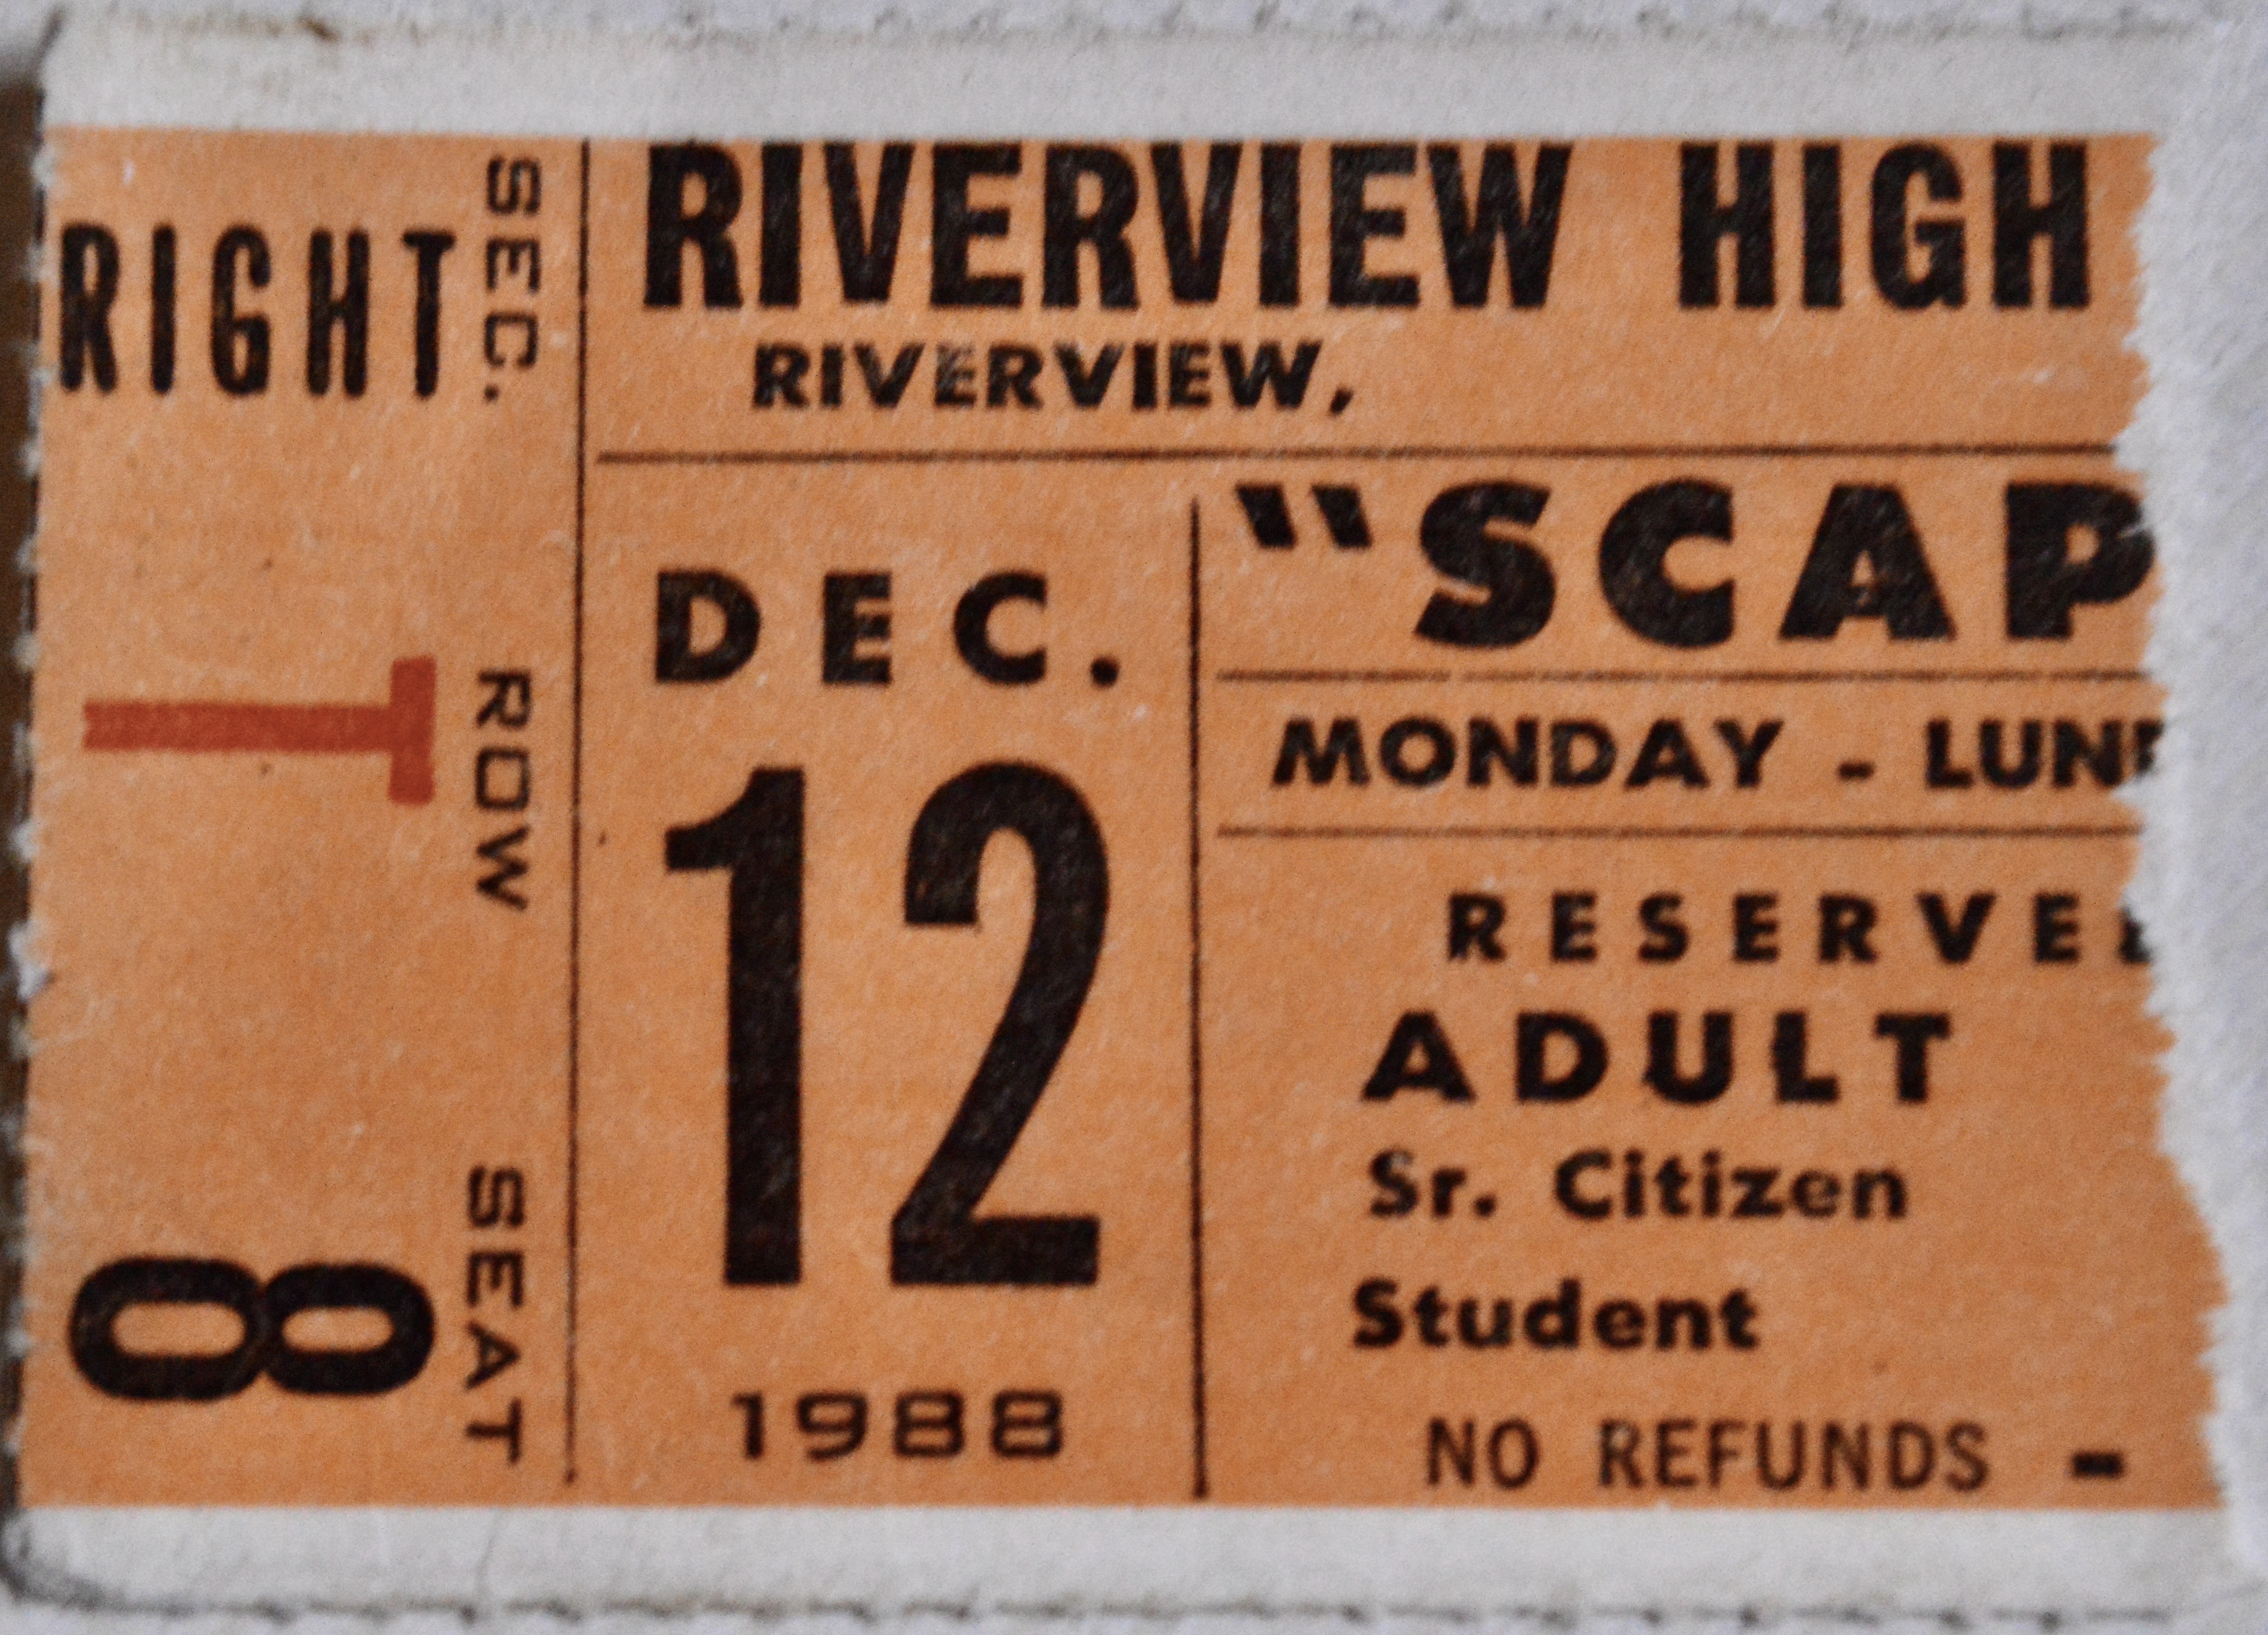 RIGHT SEC.
T ROW
8 SEAT
RIVERVIEW HIGH
RIVERVIEW,
DEC.
12
1988
"SCAP
MONDAY - LUN
RESERVE
ADULT
Sr. Citizen
Student
NO REFUNDS -